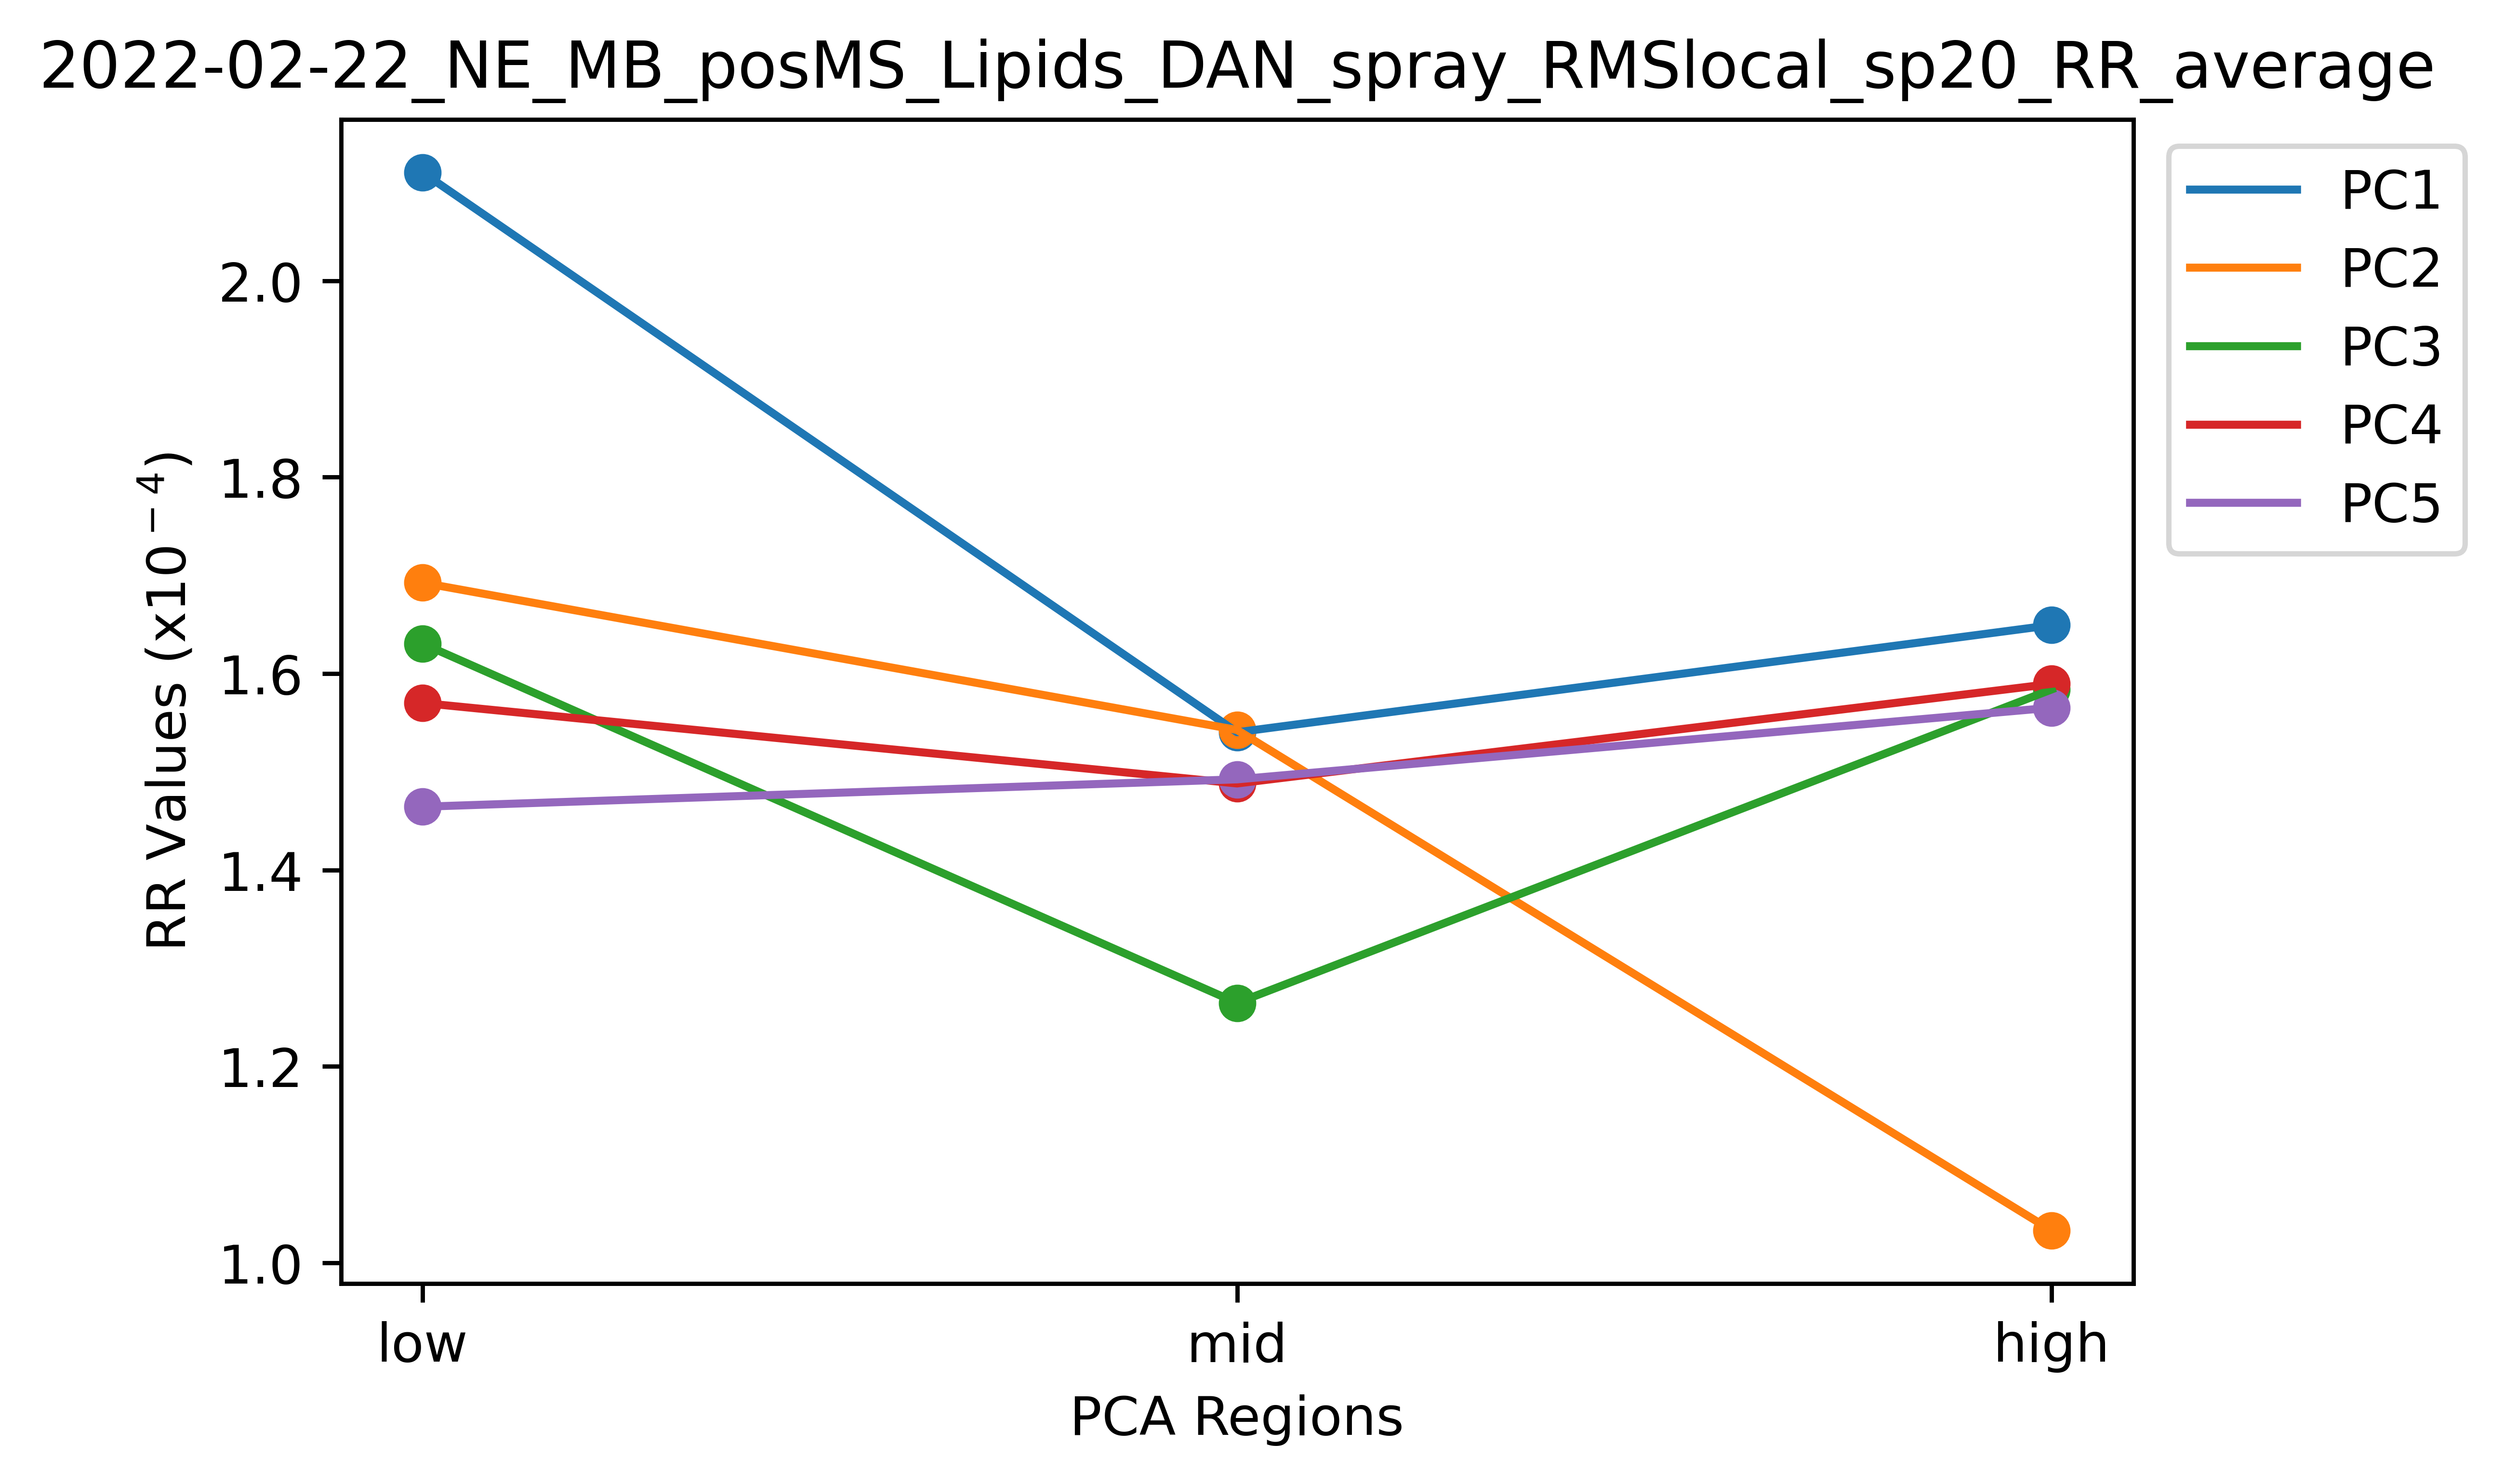 2022-02-22_NE_MB_posMS_Lipids_DAN_spray_RMSlocal_sp20_RR_average
PC1
PC2
PC3
PC4
PC5
RR Values (x10⁻⁴)
2.0
1.8
1.6
1.4
1.2
1.0
low mid high
PCA Regions